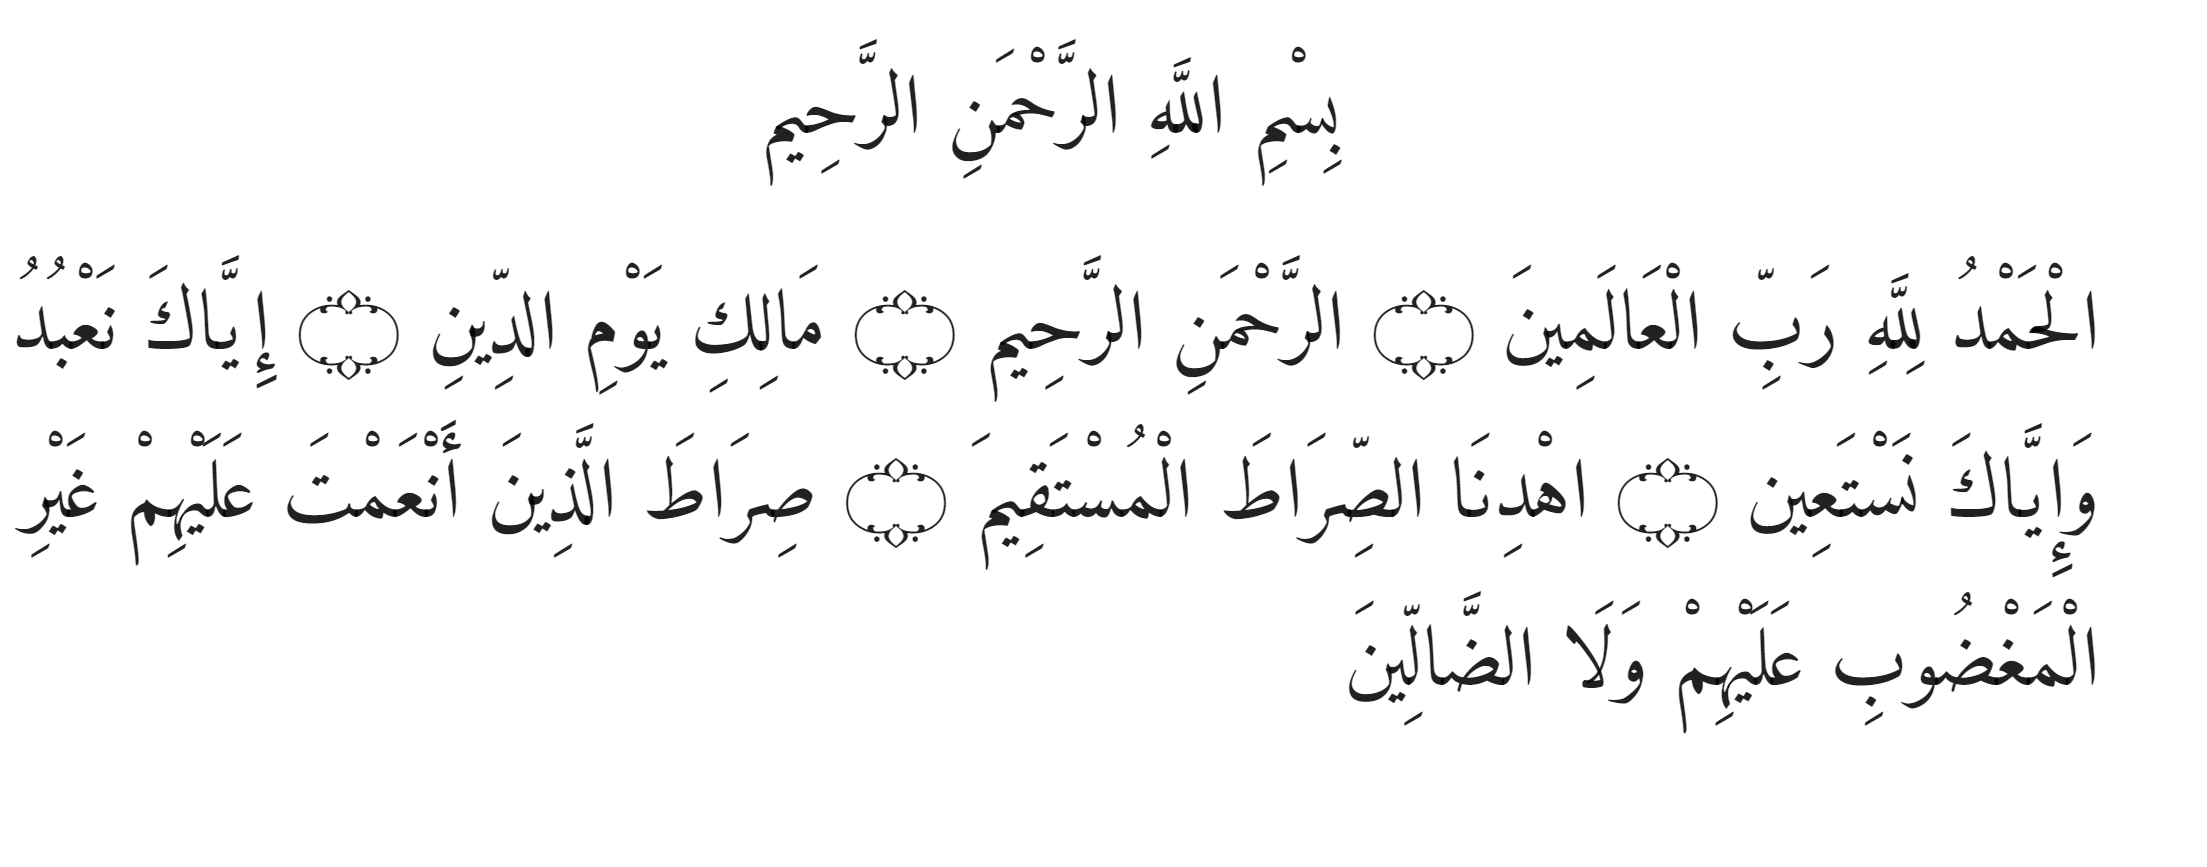 بِسْمِ اللَّهِ الرَّحْمَنِ الرَّحِيم
الْحَمْدُ لِلَّهِ رَبِّ الْعَالَمِينَ ۝ الرَّحْمَنِ الرَّحِيم ۝ مَالِكِ يَوْمِ الدِّينِ ۝ إِيَّاكَ نَعْبُدُ
وَإِيَّاكَ نَسْتَعِين ۝ اهْدِنَا الصِّرَاطَ الْمُسْتَقِيمَ ۝ صِرَاطَ الَّذِينَ أَنْعَمْتَ عَلَيْهِمْ غَيْرِ
الْمَغْضُوبِ عَلَيْهِمْ وَلَا الضَّالِّينَ